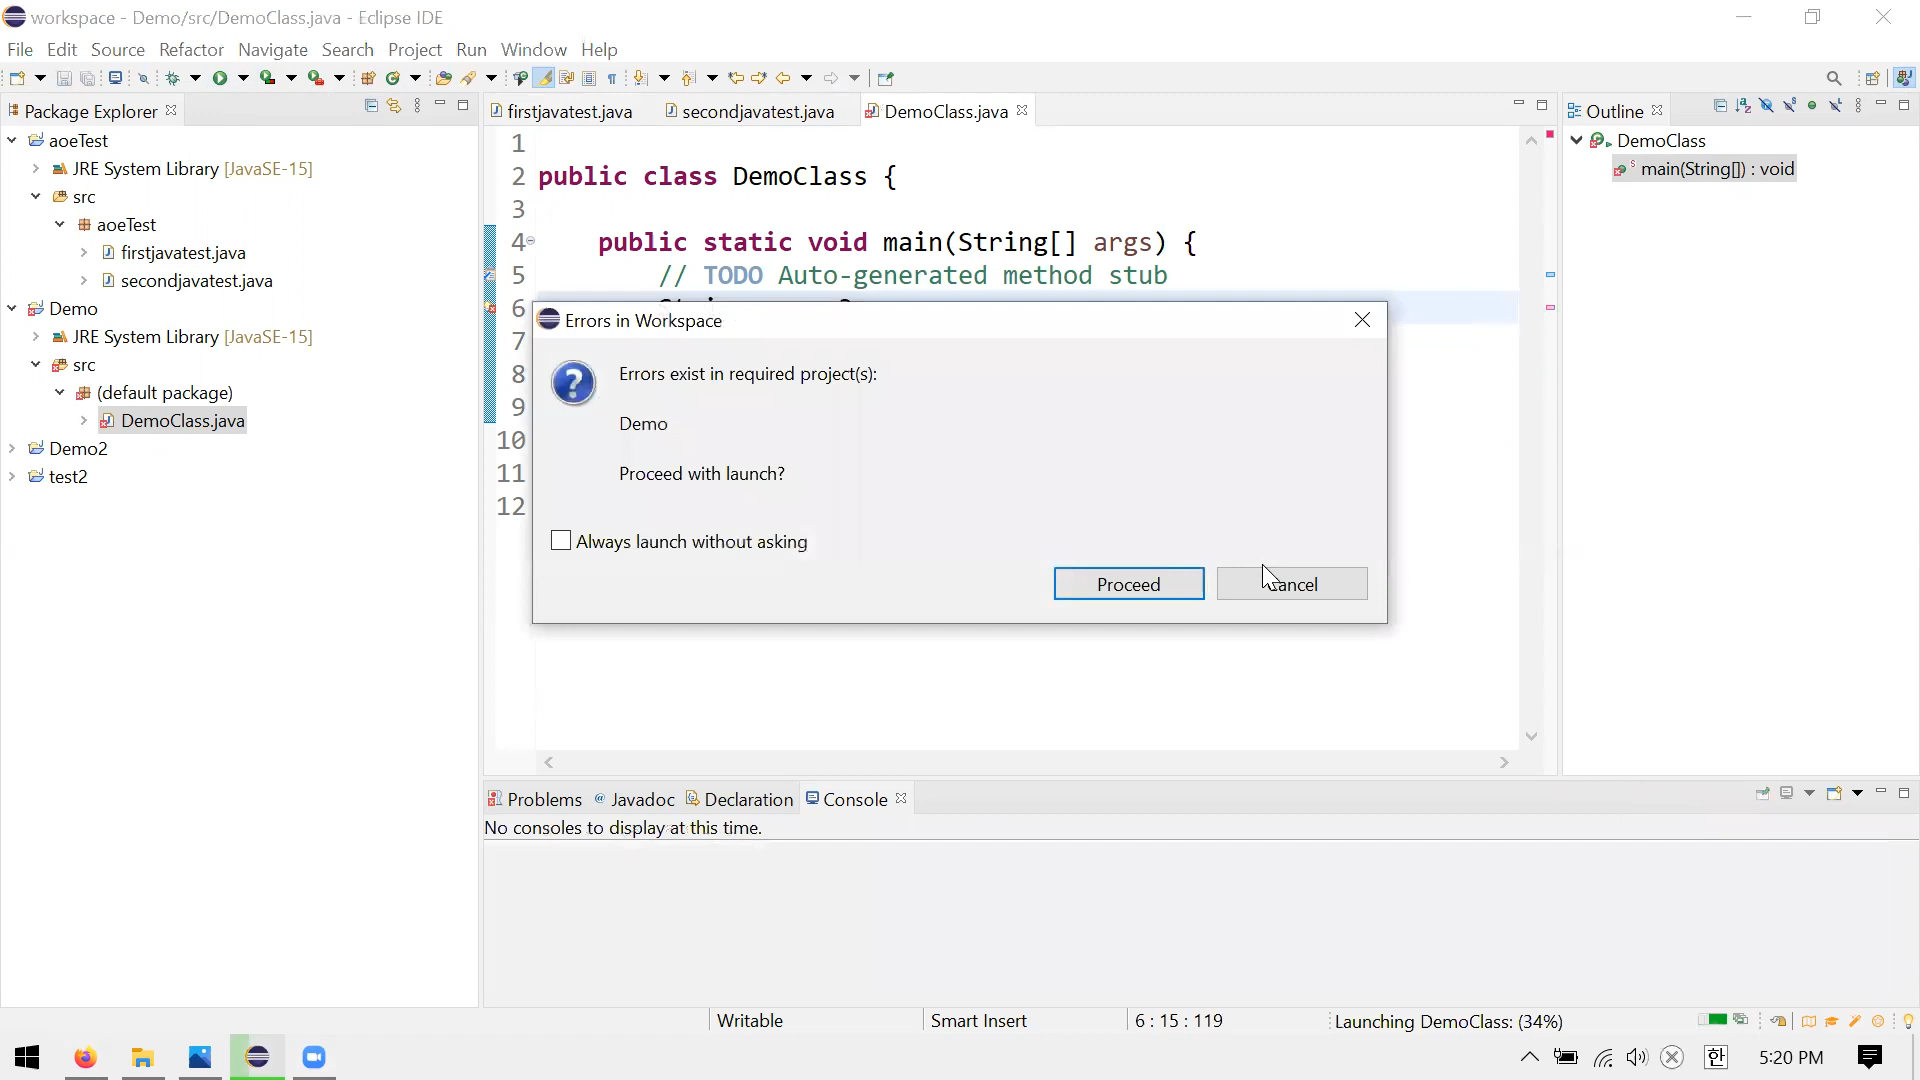 workspace - Demo/src/DemoClass.java - Eclipse IDE
File Edit Source Refactor Navigate Search Project Run Window Help
Package Explorer
aoeTest
JRE System Library [JavaSE-15]
src
aoeTest
firstjavatest.java
secondjavatest.java
Demo
JRE System Library [JavaSE-15]
src
(default package)
DemoClass.java
Demo2
test2
firstjavatest.java secondjavatest.java DemoClass.java
1
2 public class DemoClass {
3
4 public static void main(String[] args) {
5 // TODO Auto-generated method stub
6
7
8
9
10
11
12
Errors in Workspace
Errors exist in required project(s):
Demo
Proceed with launch?
Always launch without asking
Proceed Cancel
Outline
DemoClass
main(String[]) : void
Problems Javadoc Declaration Console
No consoles to display at this time.
Writable Smart Insert 6 : 15 : 119 Launching DemoClass: (34%)
한 5:20 PM